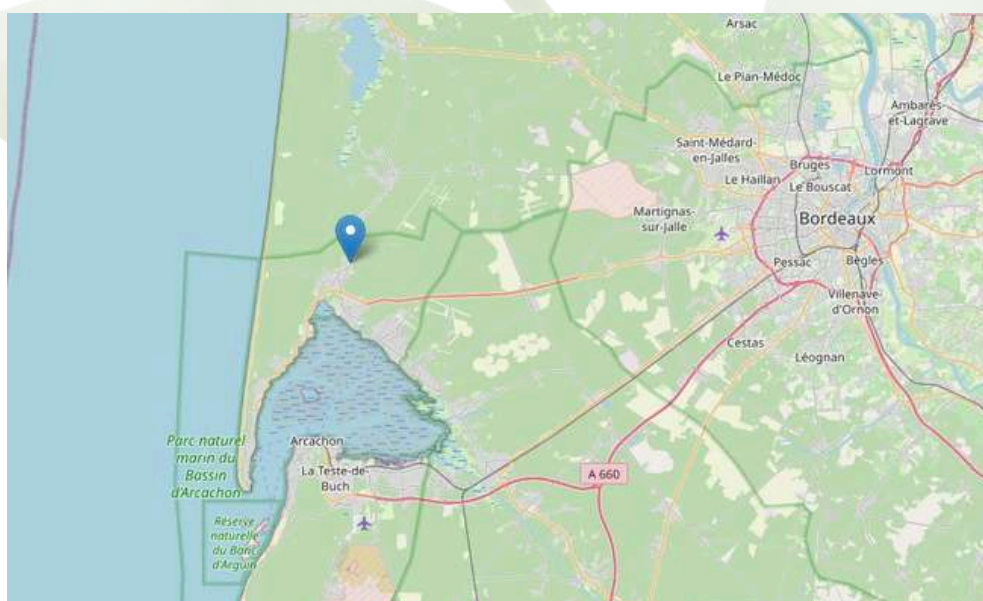 Arsac
Le Pian-Médoc
Ambarès-
et-Lagrave
Saint-Médard-
en-Jalles
Bruges
Lormont
Le Haillan
Le Bouscat
Martignas-
sur-Jalle
Bordeaux
Pessac
Bègles
Villenave-
d'Ornon
Cestas
Léognan
Parc naturel
marin du
Bassin
d'Arcachon
Arcachon
La Teste-de-
Buch
A 660
Réserve
naturelle
du Banc
d'Arguin